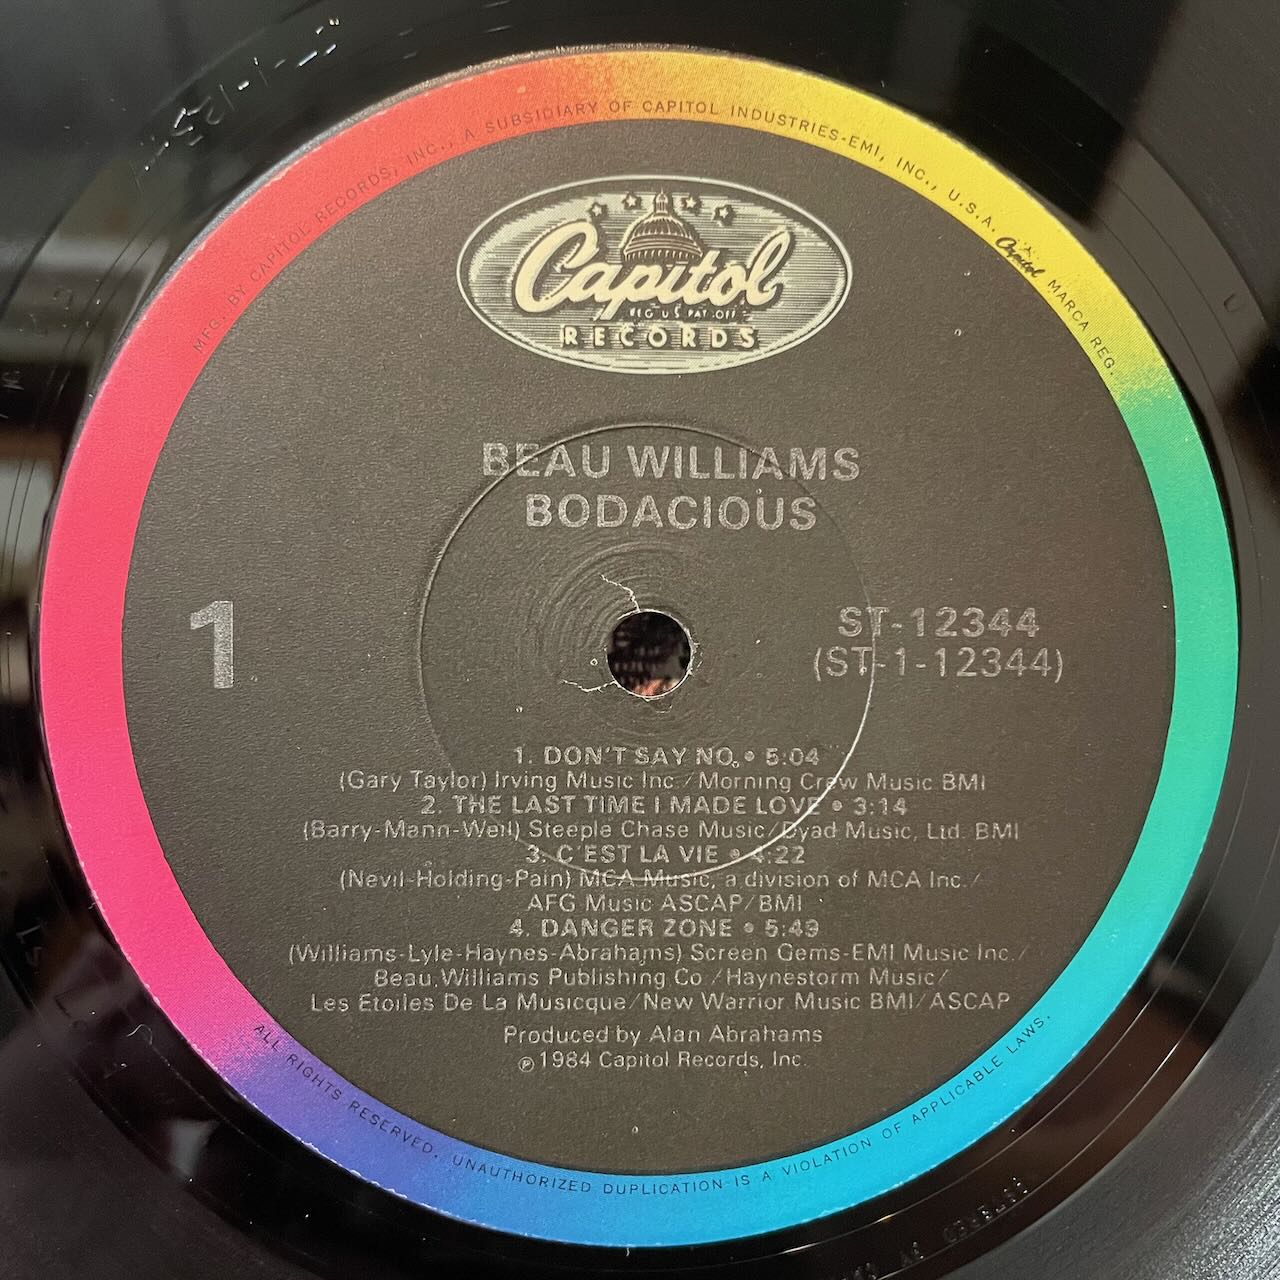 MFG. BY CAPITOL RECORDS, INC., A SUBSIDIARY OF CAPITOL INDUSTRIES-EMI, INC., U.S.A. Capitol MARCA REG.
Capitol
REG. U.S. PAT. OFF.
RECORDS
BEAU WILLIAMS
BODACIOUS
1
ST-12344
(ST-1-12344)
1. DON'T SAY NO • 5:04
(Gary Taylor) Irving Music Inc./Morning Crew Music BMI
2. THE LAST TIME I MADE LOVE • 3:14
(Barry-Mann-Weil) Steeple Chase Music/Dyad Music, Ltd. BMI
3. C'EST LA VIE • 4:22
(Nevil-Holding-Pain) MCA Music, a division of MCA Inc./
AFG Music ASCAP/BMI
4. DANGER ZONE • 5:49
(Williams-Lyle-Haynes-Abrahams) Screen Gems-EMI Music Inc./
Beau Williams Publishing Co./Haynestorm Music/
Les Etoiles De La Musicque/New Warrior Music BMI/ASCAP
Produced by Alan Abrahams
℗ 1984 Capitol Records, Inc.
ALL RIGHTS RESERVED. UNAUTHORIZED DUPLICATION IS A VIOLATION OF APPLICABLE LAWS.